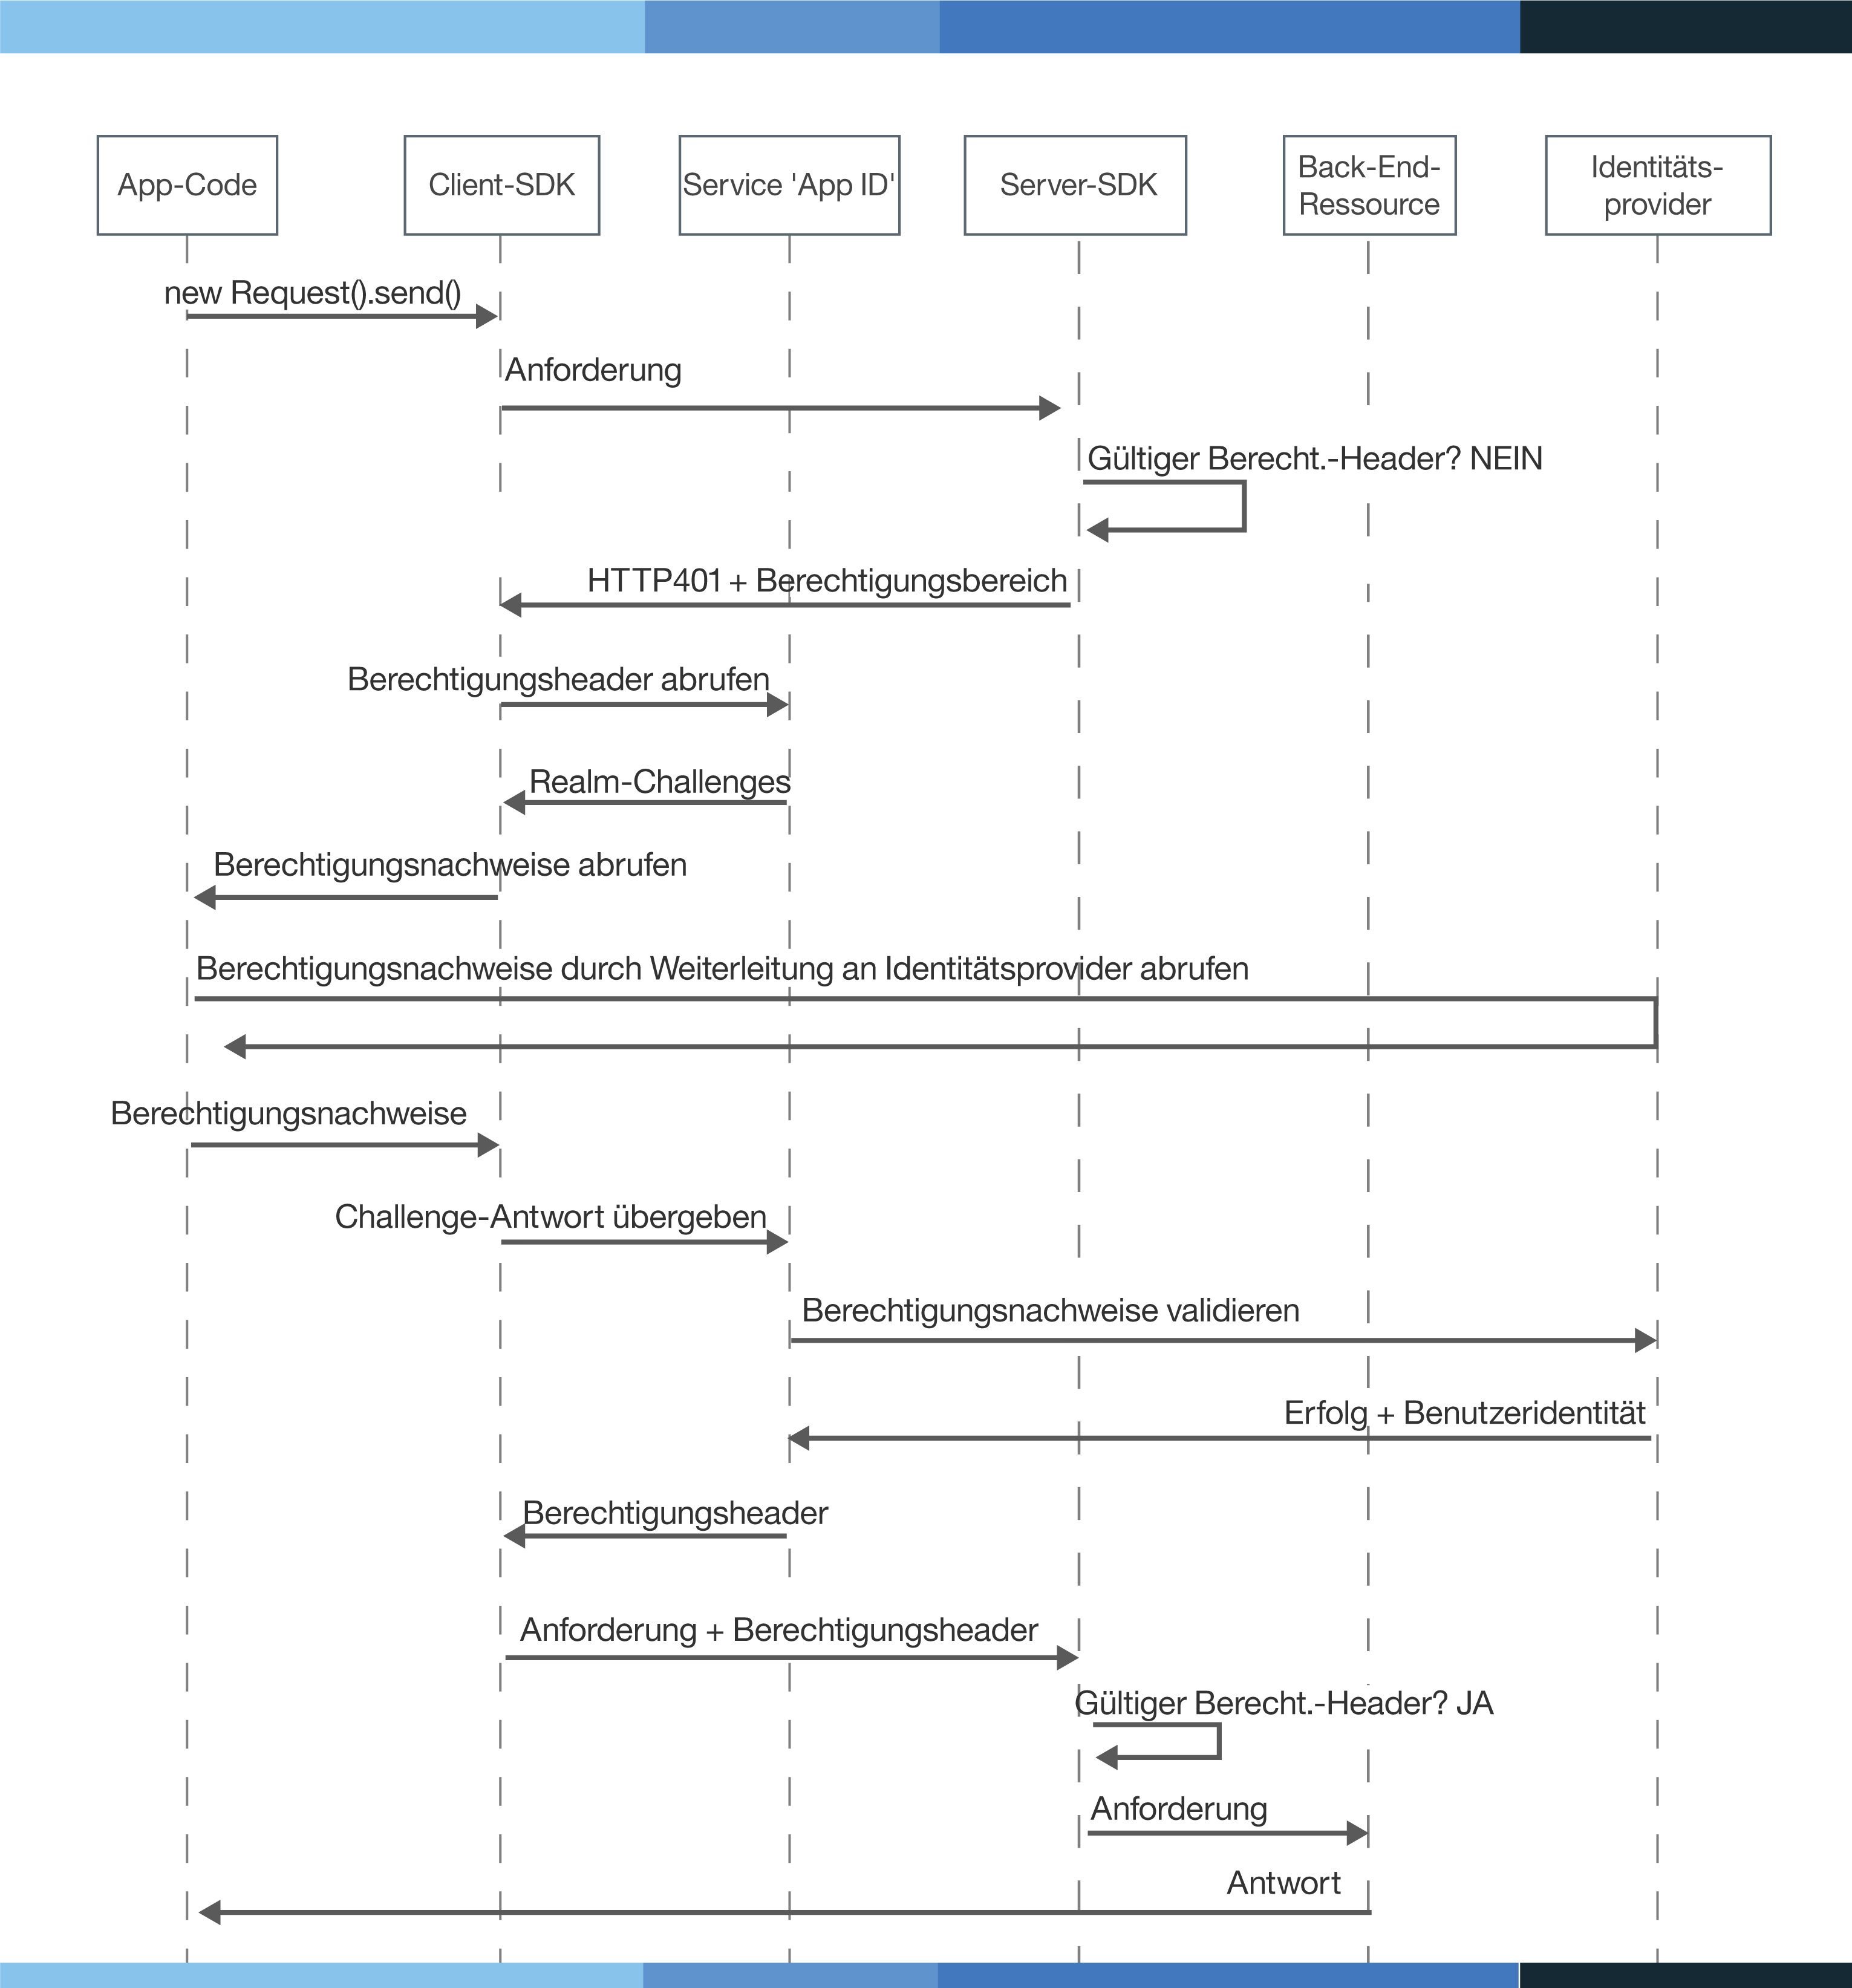 App-Code
Client-SDK
Service 'App ID'
Server-SDK
Back-End-
Ressource
Identitäts-
provider
new Request().send()
Anforderung
Gültiger Berecht.-Header? NEIN
HTTP401 + Berechtigungsbereich
Berechtigungsheader abrufen
Realm-Challenges
Berechtigungsnachweise abrufen
Berechtigungsnachweise durch Weiterleitung an Identitätsprovider abrufen
Berechtigungsnachweise
Challenge-Antwort übergeben
Berechtigungsnachweise validieren
Erfolg + Benutzeridentität
Berechtigungsheader
Anforderung + Berechtigungsheader
Gültiger Berecht.-Header? JA
Anforderung
Antwort